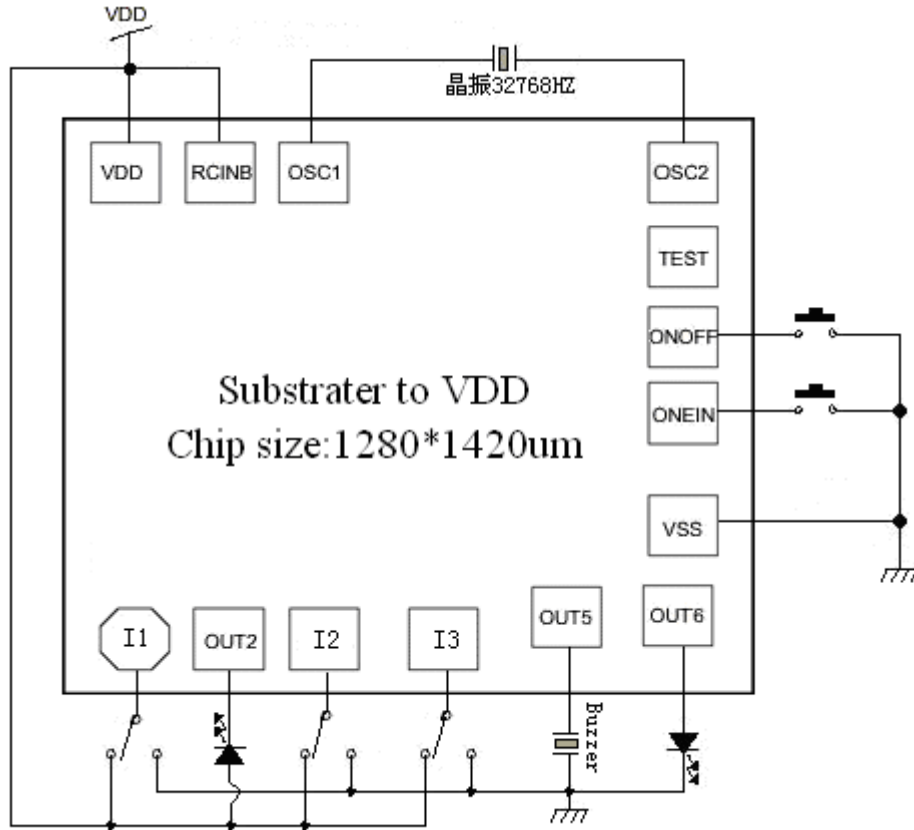 VDD
晶振32768HZ
VDD
RCINB
OSC1
OSC2
TEST
ONOFF
Substrater to VDD
ONEIN
Chip size:1280*1420um
VSS
I1
OUT2
I2
I3
OUT5
OUT6
Buzzer